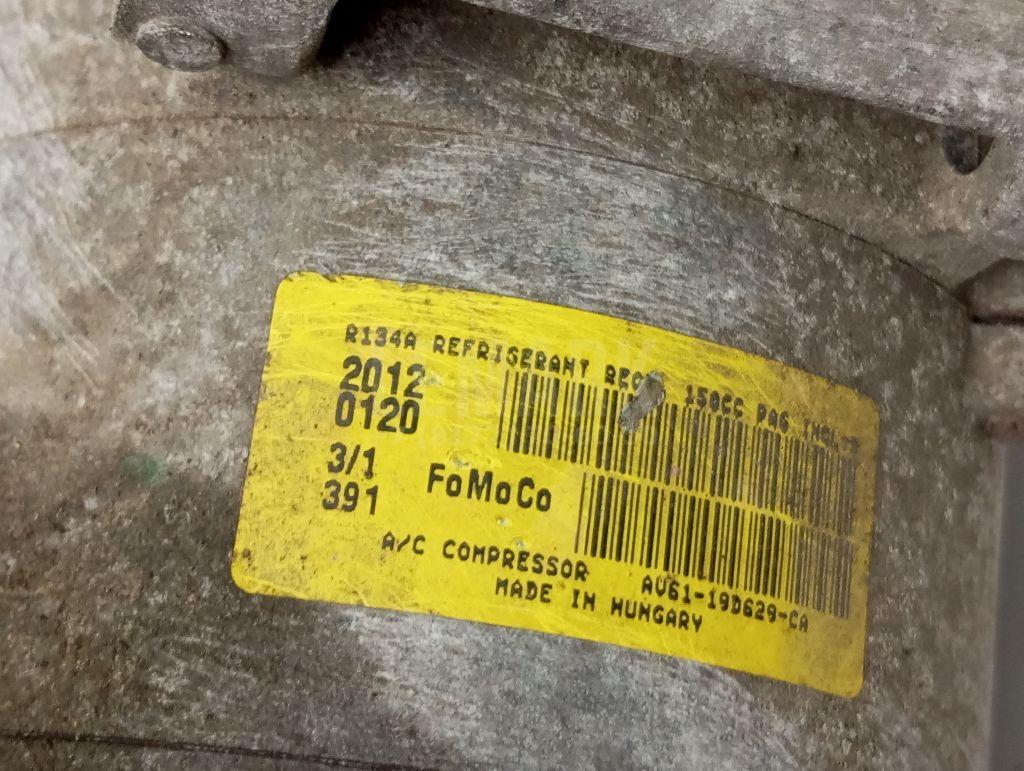 R134A REFRIGERANT 150CC PAG
2012
0120
3/1
391
FoMoCo
A/C COMPRESSOR AV61-19D629-CA
MADE IN HUNGARY